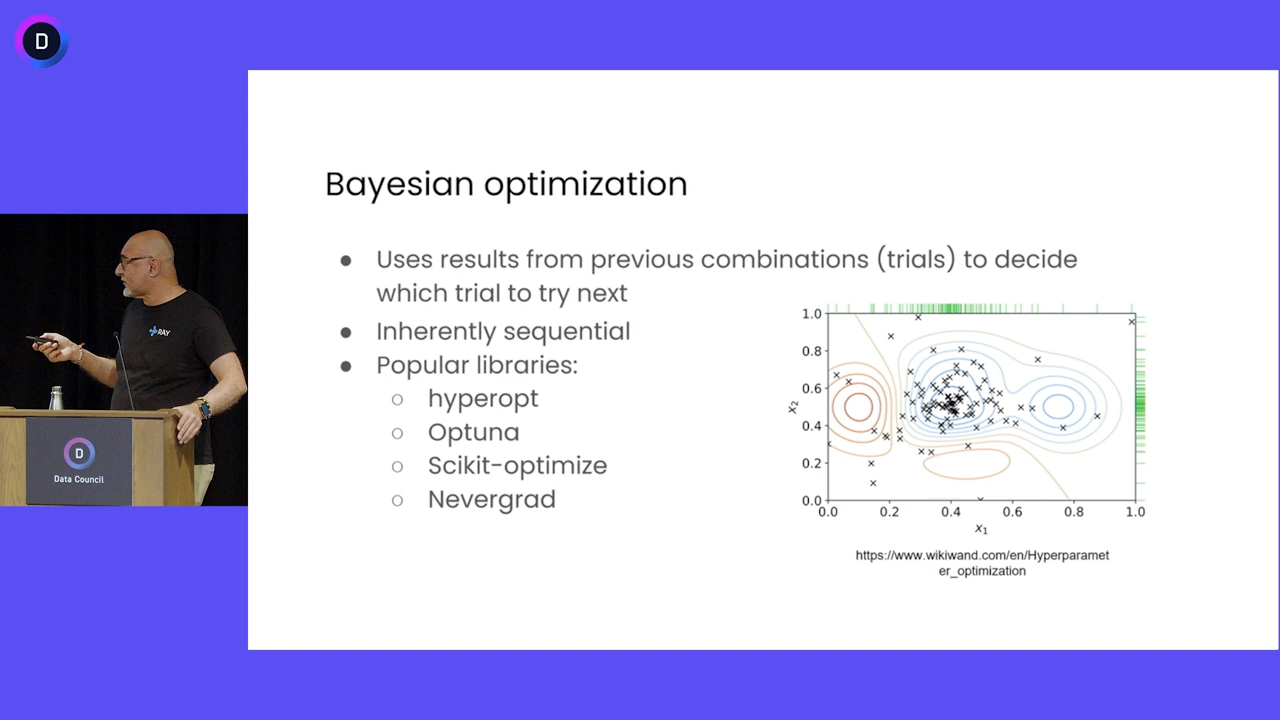 D
Bayesian optimization
● Uses results from previous combinations (trials) to decide
which trial to try next
● Inherently sequential
● Popular libraries:
○ hyperopt
○ Optuna
○ Scikit-optimize
○ Nevergrad
RAY
D
Data Council
1.0
0.8
0.6
0.4
0.2
0.0
x₂
0.0 0.2 0.4 0.6 0.8 1.0
x₁
https://www.wikiwand.com/en/Hyperparamet
er_optimization